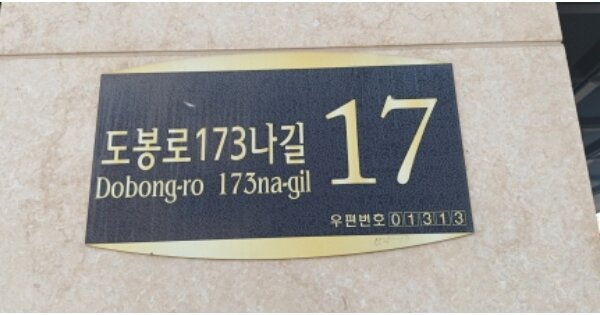 도봉로173나길 17
Dobong-ro 173na-gil
우편번호 01313